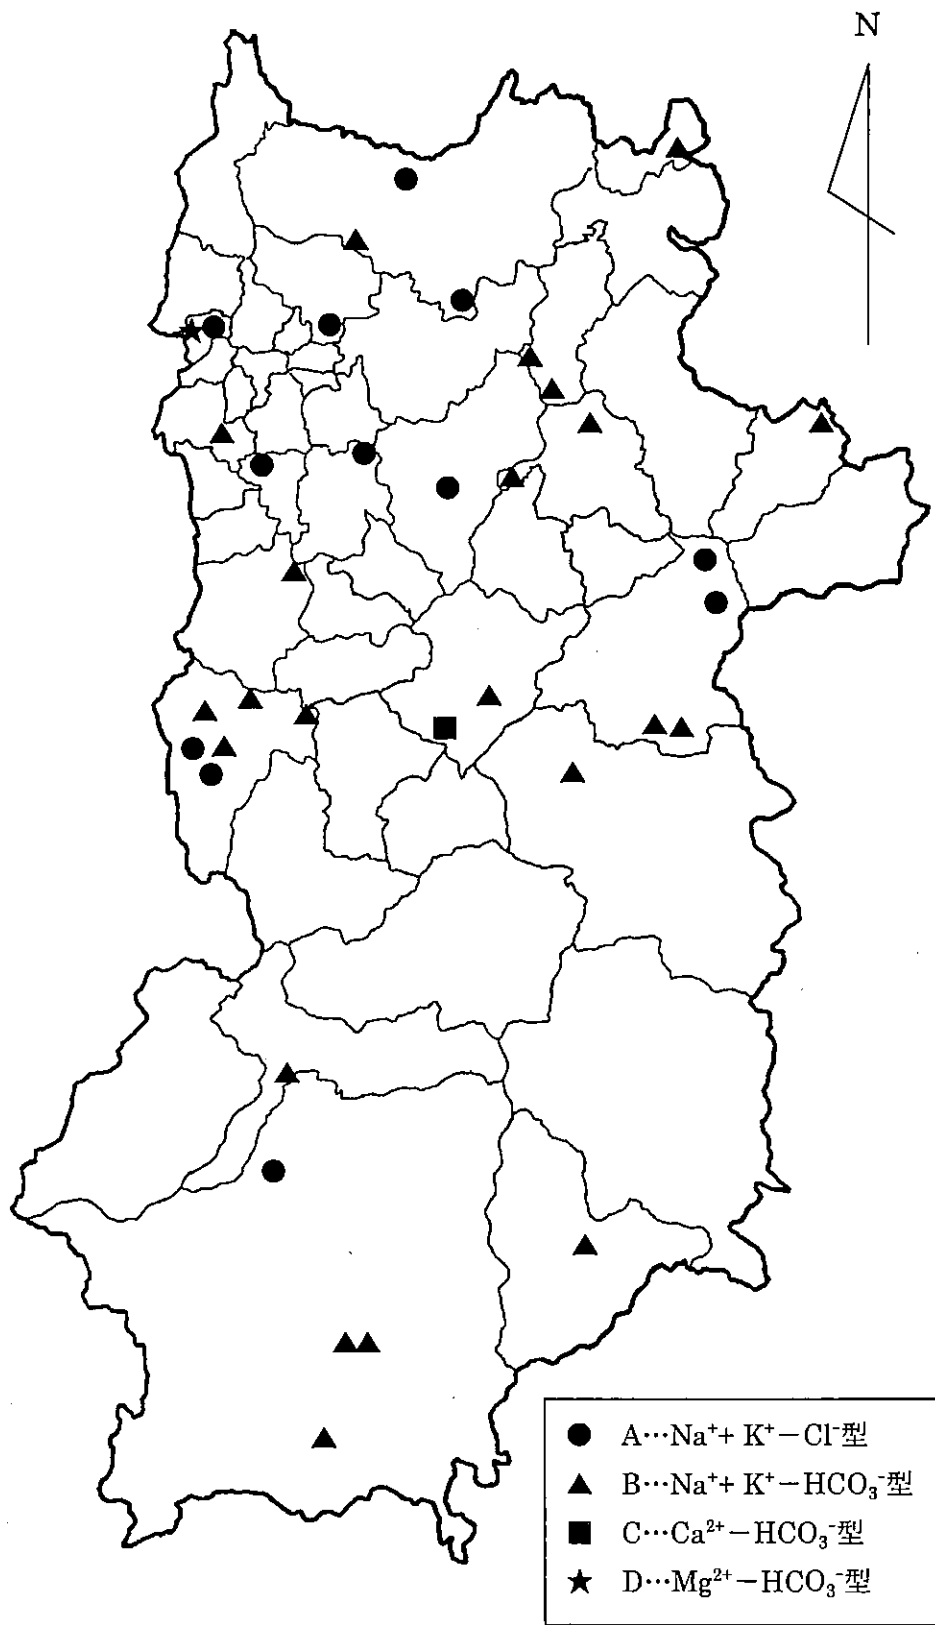 N
A…Na⁺+ K⁺－Cl⁻型
B…Na⁺+ K⁺－HCO₃⁻型
C…Ca²⁺－HCO₃⁻型
D…Mg²⁺－HCO₃⁻型